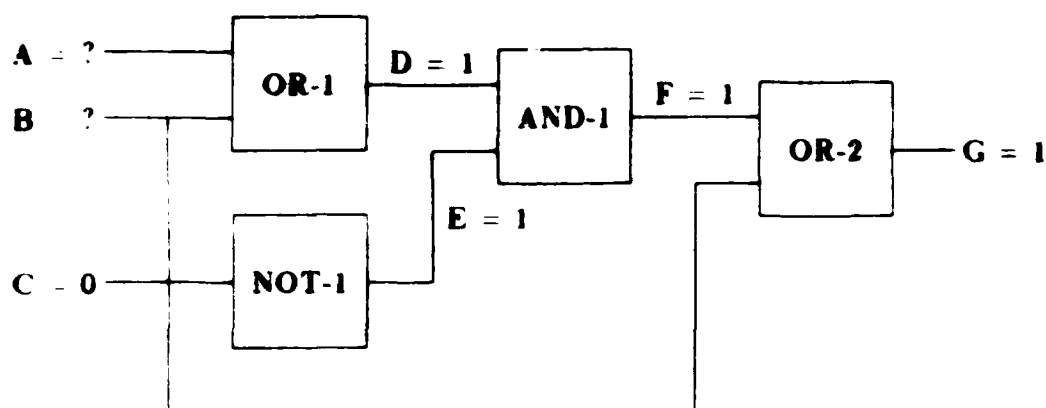 A = ?
B ?
OR-1
D = 1
AND-1
F = 1
OR-2
G = 1
E = 1
C - 0
NOT-1